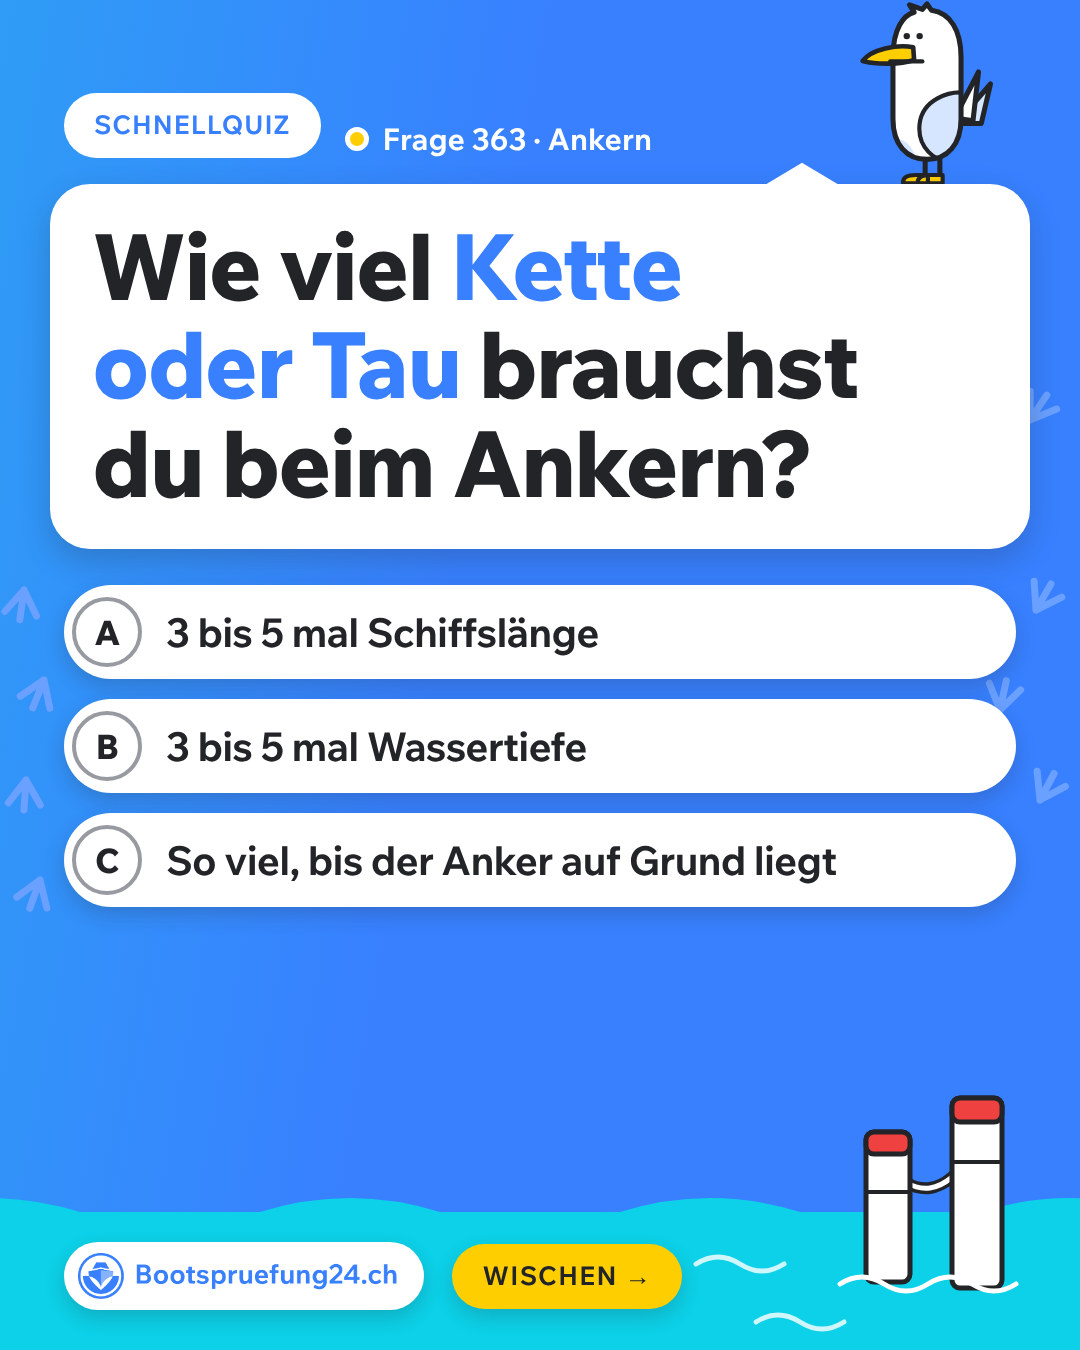 SCHNELLQUIZ
Frage 363 · Ankern
Wie viel Kette
oder Tau brauchst
du beim Ankern?
A 3 bis 5 mal Schiffslänge
B 3 bis 5 mal Wassertiefe
C So viel, bis der Anker auf Grund liegt
Bootspruefung24.ch
WISCHEN →